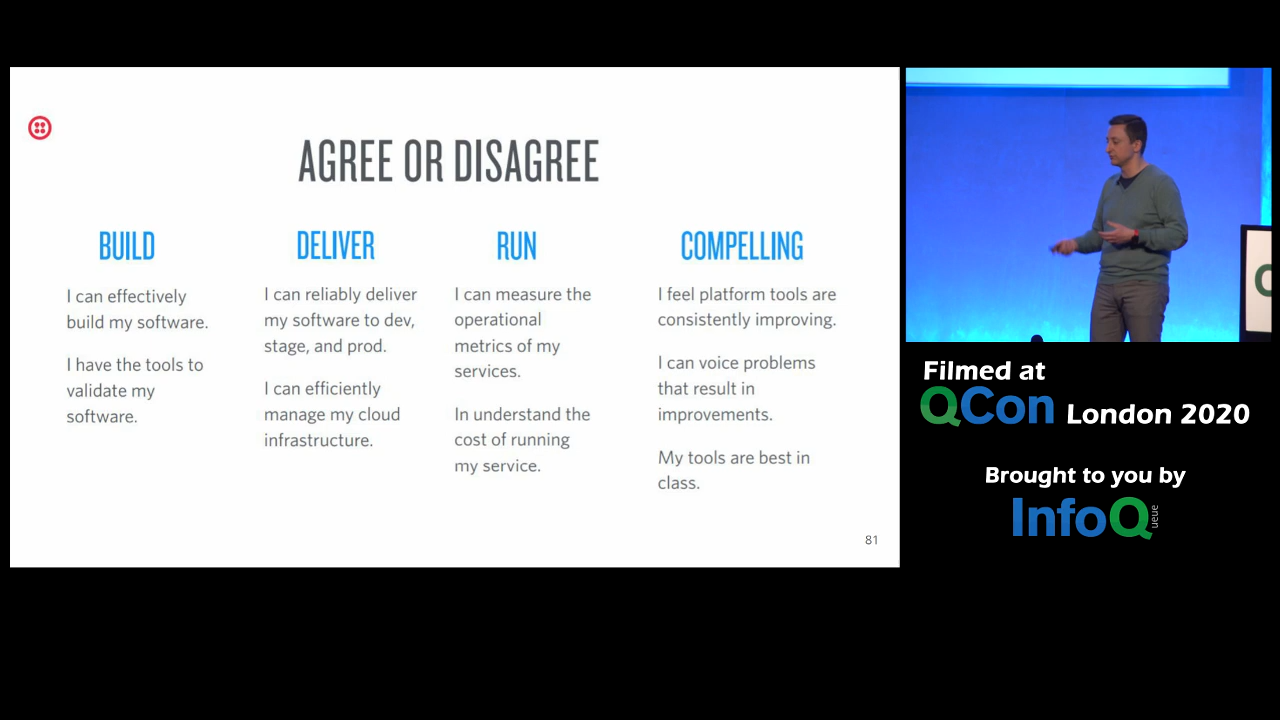 AGREE OR DISAGREE
BUILD
I can effectively
build my software.
I have the tools to
validate my
software.
DELIVER
I can reliably deliver
my software to dev,
stage, and prod.
I can efficiently
manage my cloud
infrastructure.
RUN
I can measure the
operational
metrics of my
services.
In understand the
cost of running
my service.
COMPELLING
I feel platform tools are
consistently improving.
I can voice problems
that result in
improvements.
My tools are best in
class.
81
Filmed at
QCon London 2020
Brought to you by
InfoQ
ueue